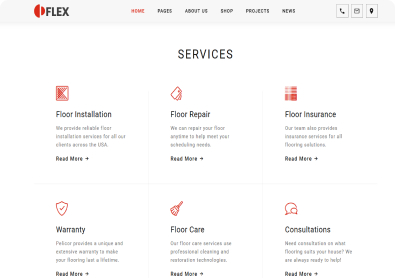 FLEX
HOME PAGES ABOUT US SHOP PROJECTS NEWS
SERVICES
Floor Installation
We provide reliable floor
installation services for all our
clients across the USA.
Read More →
Floor Repair
We can repair your floor
anytime to help meet your
scheduling needs.
Read More →
Floor Insurance
Our team also provides
insurance services for all
flooring solutions.
Read More →
Warranty
Pofloor provides a unique and
extensive warranty to make
your flooring last a lifetime.
Read More →
Floor Care
Our floor care services use
professional cleaning and
restoration technologies.
Read More →
Consultations
Need consultation on what
flooring suits your house? We
are always ready to help!
Read More →